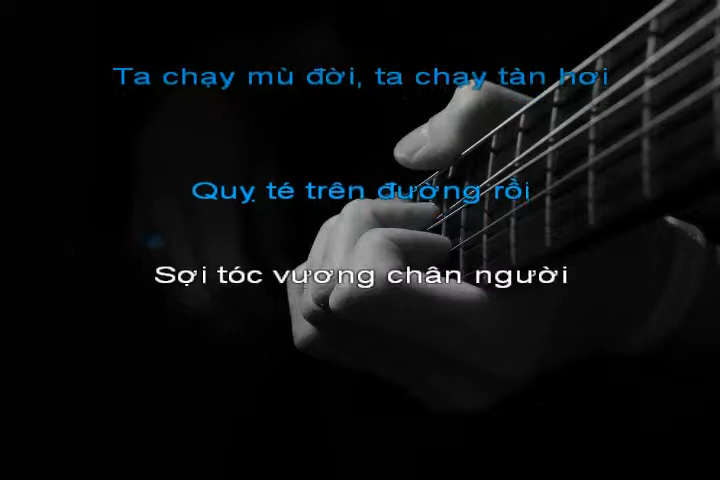 Ta chạy mù đời, ta chạy tàn hơi
Quỵ té trên đường rồi
Sợi tóc vương chân người